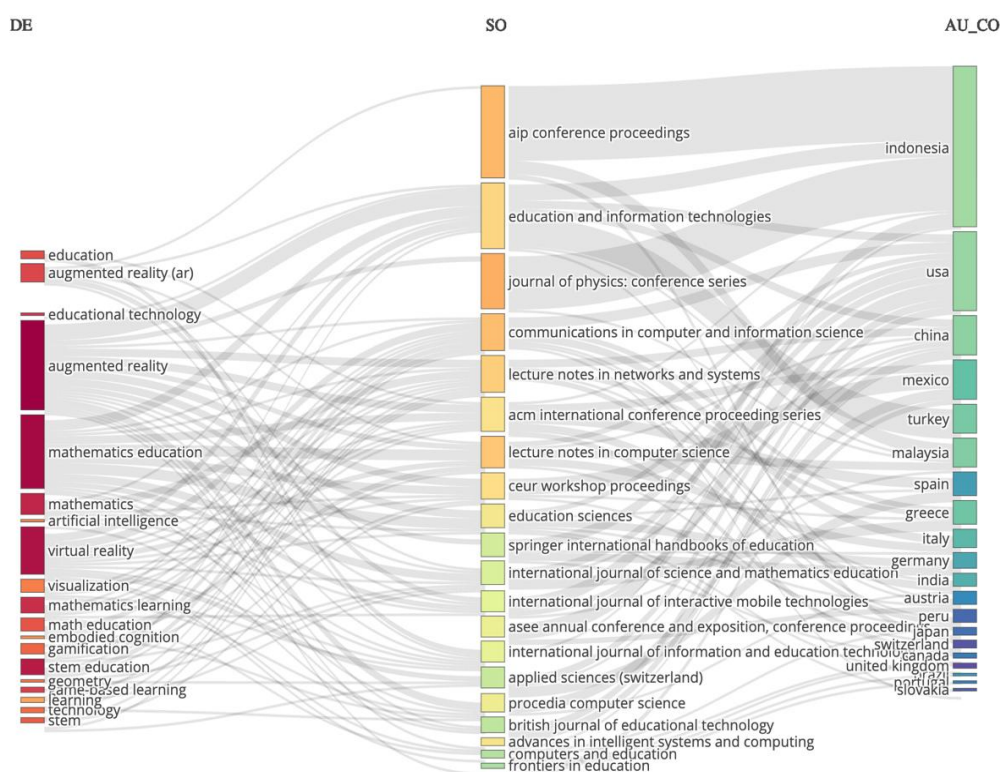 DE
SO
AU_CO
education
augmented reality (ar)
educational technology
augmented reality
mathematics education
mathematics
artificial intelligence
virtual reality
visualization
mathematics learning
math education
embodied cognition
gamification
stem education
geometry
game-based learning
learning
technology
stem
aip conference proceedings
education and information technologies
journal of physics: conference series
communications in computer and information science
lecture notes in networks and systems
acm international conference proceeding series
lecture notes in computer science
ceur workshop proceedings
education sciences
springer international handbooks of education
international journal of science and mathematics education
international journal of interactive mobile technologies
asee annual conference and exposition, conference proceedings
international journal of information and education technology
applied sciences (switzerland)
procedia computer science
british journal of educational technology
advances in intelligent systems and computing
computers and education
frontiers in education
indonesia
usa
china
mexico
turkey
malaysia
spain
greece
italy
germany
india
austria
peru
japan
switzerland
canada
united kingdom
brazil
portugal
slovakia